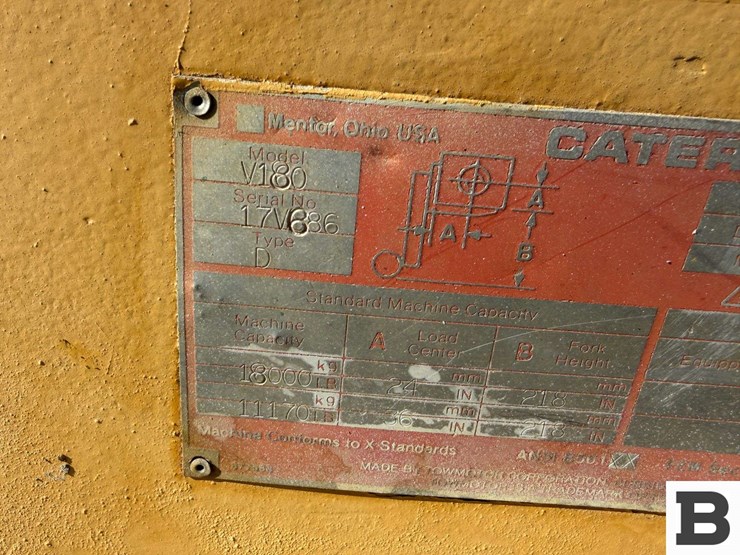 Mentor, Ohio USA
CATER
Model
V180
Serial No
Type
D
A
A
B
Standard Machine Capacity
Machine Capacity
A Load Center
B Fork Height
kg mm mm
18000 LB 24 IN 218 IN
kg mm mm
11170 LB IN 218 IN
Machine Conforms to X-Standards
MADE BY TOWMOTOR CORPORATION
B